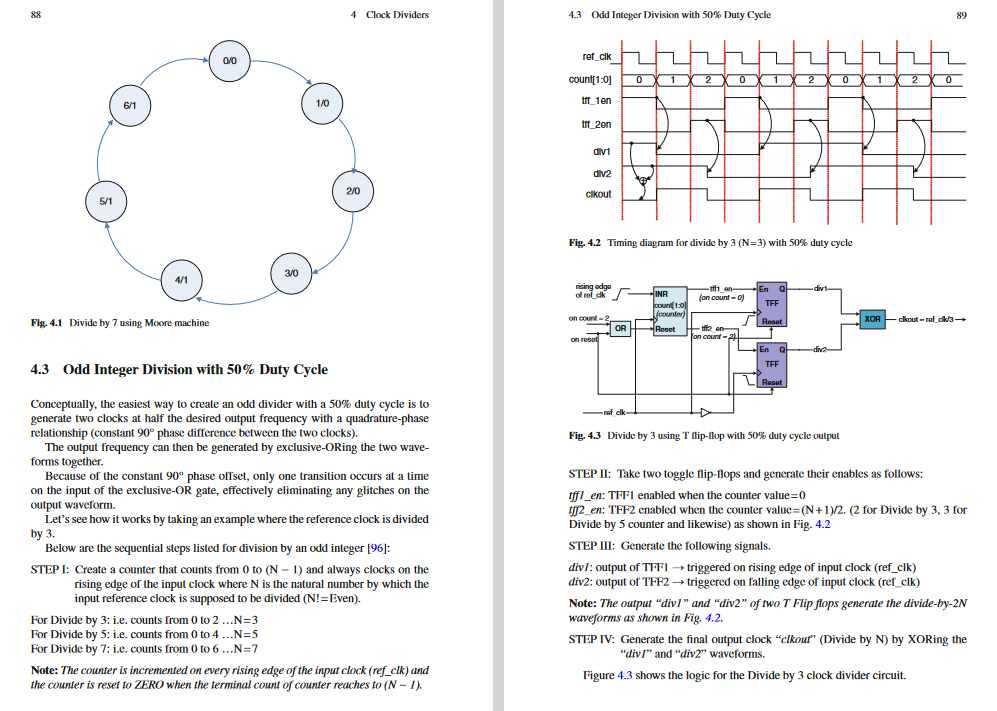 88
4 Clock Dividers
0/0
6/1
1/0
5/1
2/0
4/1
3/0
Fig. 4.1 Divide by 7 using Moore machine
4.3 Odd Integer Division with 50% Duty Cycle
Conceptually, the easiest way to create an odd divider with a 50% duty cycle is to
generate two clocks at half the desired output frequency with a quadrature-phase
relationship (constant 90° phase difference between the two clocks).
The output frequency can then be generated by exclusive-ORing the two wave-
forms together.
Because of the constant 90° phase offset, only one transition occurs at a time
on the input of the exclusive-OR gate, effectively eliminating any glitches on the
output waveform.
Let's see how it works by taking an example where the reference clock is divided
by 3.
Below are the sequential steps listed for division by an odd integer [96]:
STEP I: Create a counter that counts from 0 to (N − 1) and always clocks on the
rising edge of the input clock where N is the natural number by which the
input reference clock is supposed to be divided (N!=Even).
For Divide by 3: i.e. counts from 0 to 2 …N=3
For Divide by 5: i.e. counts from 0 to 4 …N=5
For Divide by 7: i.e. counts from 0 to 6 …N=7
Note: The counter is incremented on every rising edge of the input clock (ref_clk) and
the counter is reset to ZERO when the terminal count of counter reaches to (N − 1).
4.3 Odd Integer Division with 50% Duty Cycle
89
ref_clk
count[1:0] 0 1 2 0 1 2 0 1 2 0
tff_1en
tff_2en
div1
div2
clkout
Fig. 4.2 Timing diagram for divide by 3 (N=3) with 50% duty cycle
rising edge
of ref_clk
INR
count[1:0]
(counter)
Reset
on count = 2
OR
on reset
tff1_en
(on count = 0)
tff2_en
(on count = 2)
En Q
TFF
Reset
div1
En Q
TFF
Reset
div2
XOR
clkout = ref_clk/3
ref_clk
Fig. 4.3 Divide by 3 using T flip-flop with 50% duty cycle output
STEP II: Take two toggle flip-flops and generate their enables as follows:
tff1_en: TFF1 enabled when the counter value=0
tff2_en: TFF2 enabled when the counter value=(N+1)/2. (2 for Divide by 3, 3 for
Divide by 5 counter and likewise) as shown in Fig. 4.2
STEP III: Generate the following signals.
div1: output of TFF1 → triggered on rising edge of input clock (ref_clk)
div2: output of TFF2 → triggered on falling edge of input clock (ref_clk)
Note: The output "div1" and "div2" of two T Flip flops generate the divide-by-2N
waveforms as shown in Fig. 4.2.
STEP IV: Generate the final output clock "clkout" (Divide by N) by XORing the
"div1" and "div2" waveforms.
Figure 4.3 shows the logic for the Divide by 3 clock divider circuit.